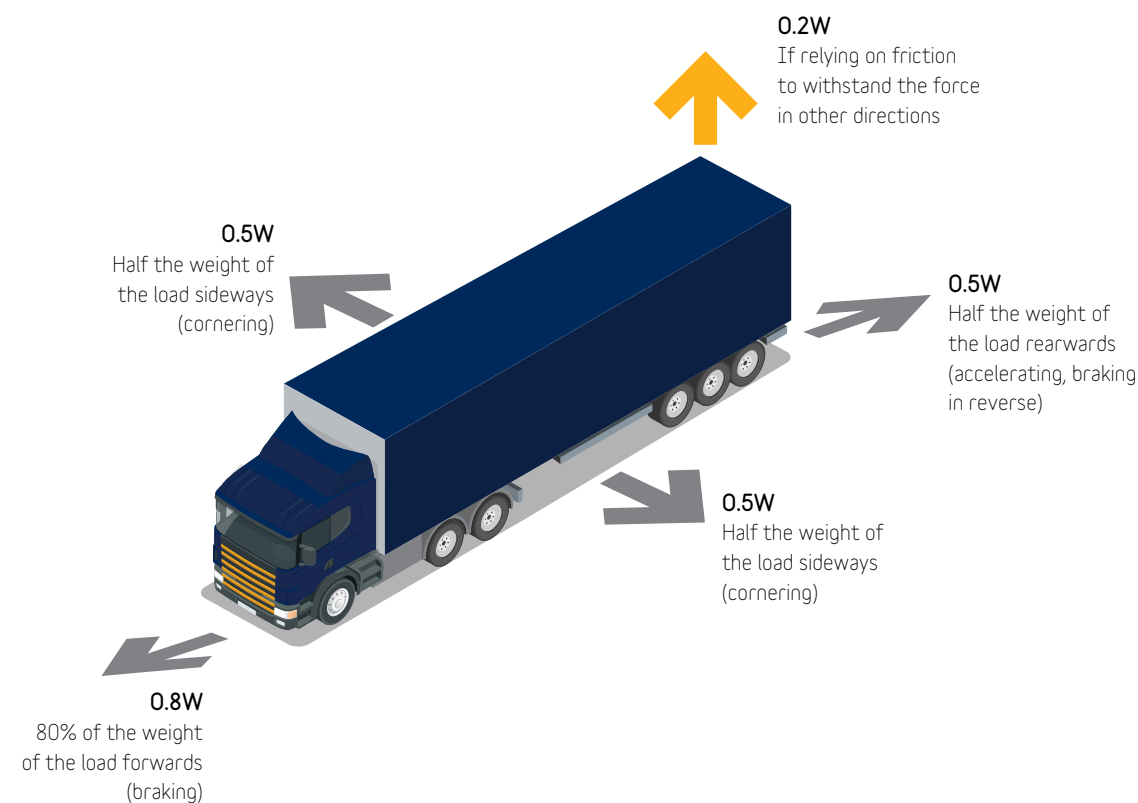 0.2W
If relying on friction
to withstand the force
in other directions
0.5W
Half the weight of
the load sideways
(cornering)
0.5W
Half the weight of
the load rearwards
(accelerating, braking
in reverse)
0.5W
Half the weight of
the load sideways
(cornering)
0.8W
80% of the weight
of the load forwards
(braking)